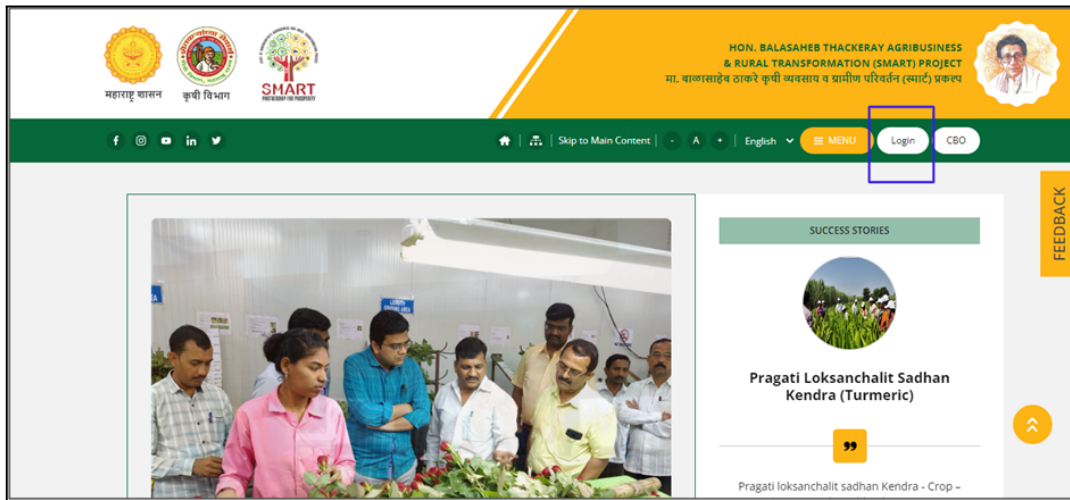 महाराष्ट्र शासन
कृषी विभाग
SMART
HON. BALASAHEB THACKERAY AGRIBUSINESS
& RURAL TRANSFORMATION (SMART) PROJECT
मा. बाळासाहेब ठाकरे कृषी व्यवसाय व ग्रामीण परिवर्तन (स्मार्ट) प्रकल्प
Skip to Main Content | - A + | English MENU Login CBO
FEEDBACK
SUCCESS STORIES
Pragati Loksanchalit Sadhan
Kendra (Turmeric)
Pragati loksanchalit sadhan Kendra - Crop –